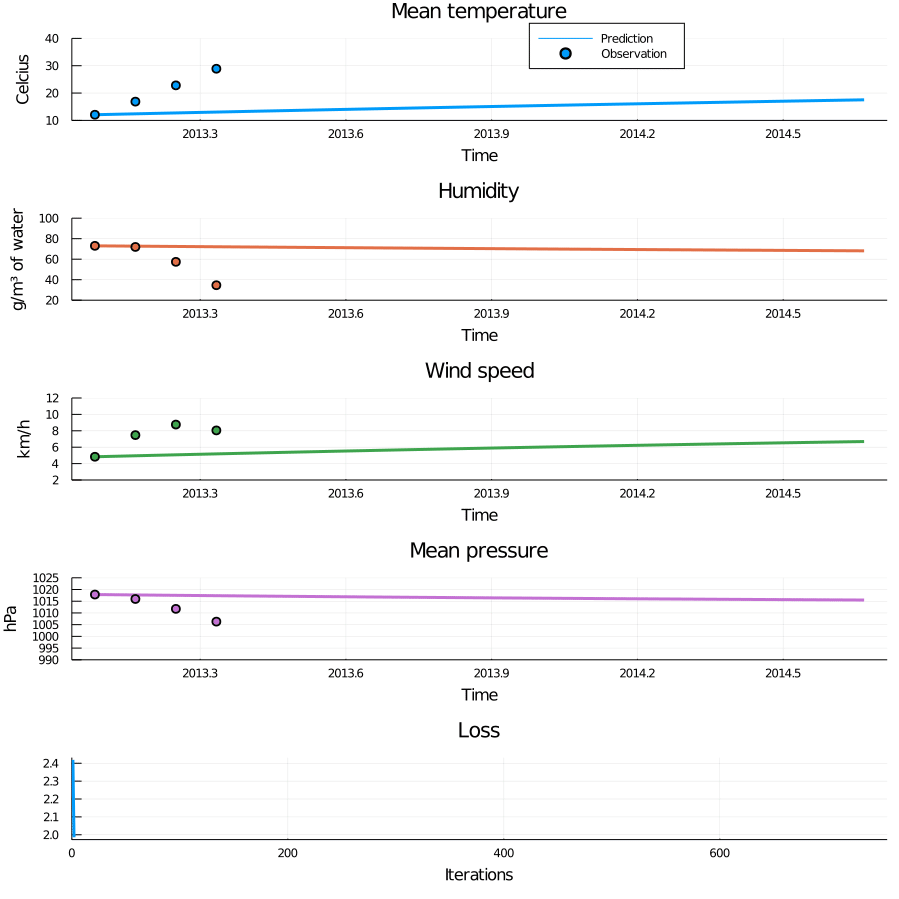 Mean temperature
Prediction
Observation
Celcius
40
30
20
10
2013.3 2013.6 2013.9 2014.2 2014.5
Time
Humidity
g/m³ of water
100
80
60
40
20
2013.3 2013.6 2013.9 2014.2 2014.5
Time
Wind speed
km/h
12
10
8
6
4
2
2013.3 2013.6 2013.9 2014.2 2014.5
Time
Mean pressure
hPa
1025
1020
1015
1010
1005
1000
995
990
2013.3 2013.6 2013.9 2014.2 2014.5
Time
Loss
2.4
2.3
2.2
2.1
2.0
0 200 400 600
Iterations